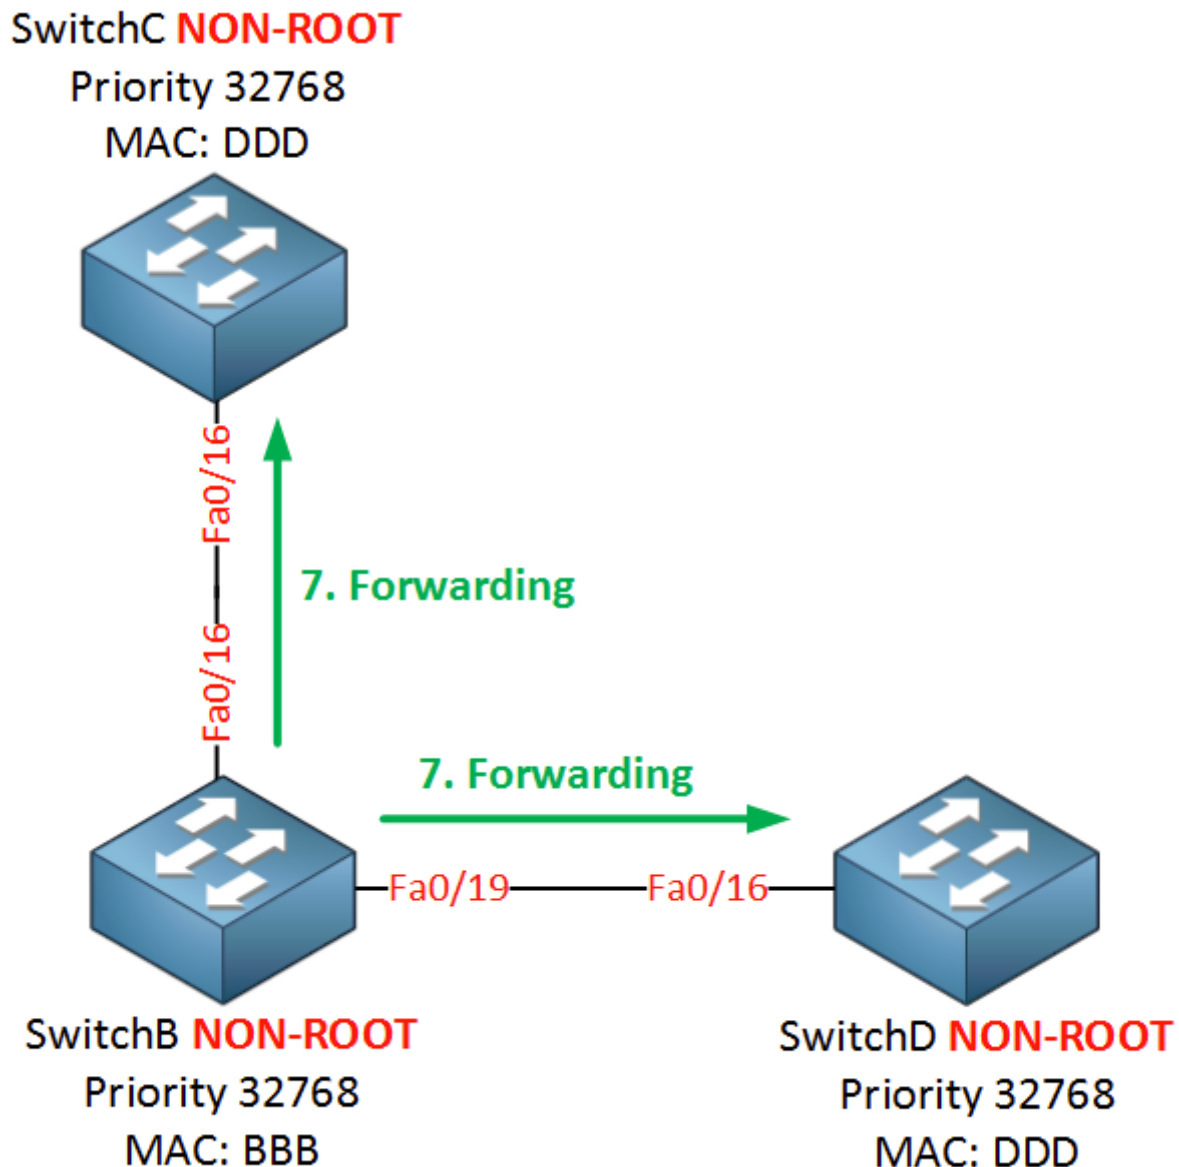 SwitchC NON-ROOT
Priority 32768
MAC: DDD
Fa0/16
7. Forwarding
Fa0/16
7. Forwarding
Fa0/19
Fa0/16
SwitchB NON-ROOT
Priority 32768
MAC: BBB
SwitchD NON-ROOT
Priority 32768
MAC: DDD